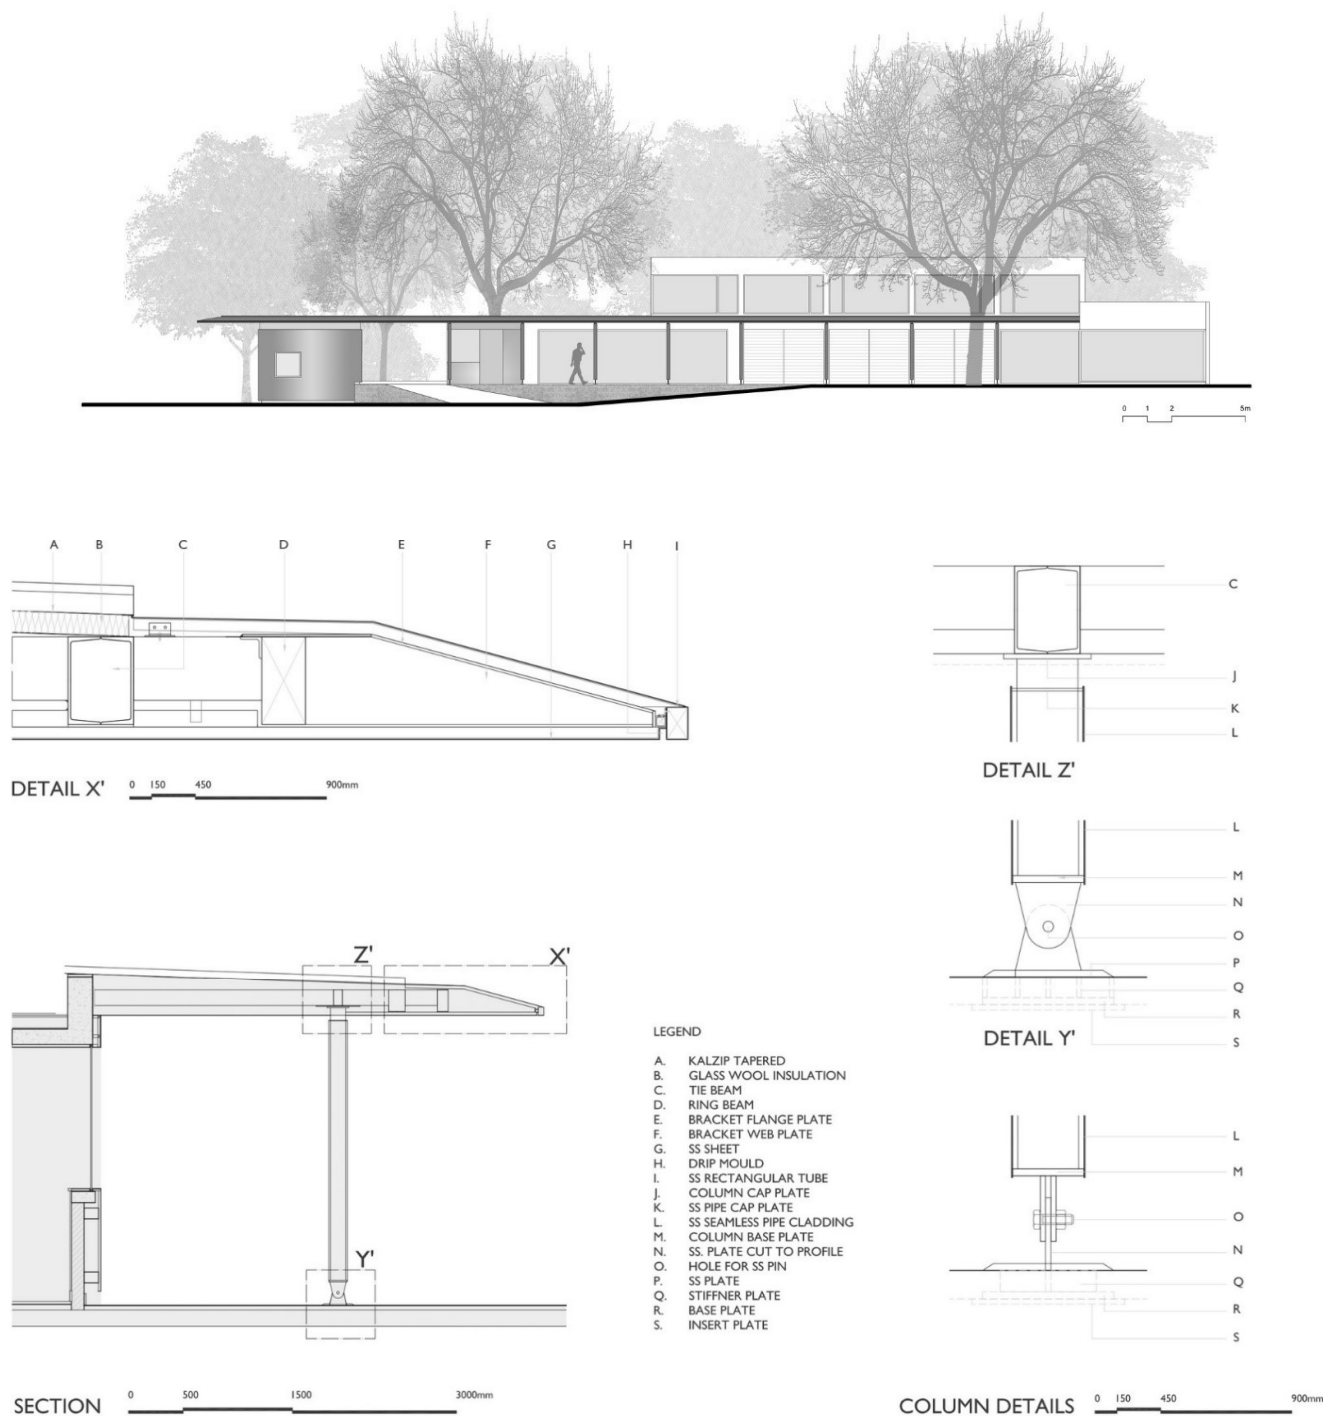 0 1 2 5m
A B C D E F G H I
DETAIL X'
0 150 450 900mm
C
J
K
L
DETAIL Z'
L
M
N
O
P
Q
R
S
DETAIL Y'
Z' X'
Y'
SECTION
0 500 1500 3000mm
LEGEND
A. KALZIP TAPERED
B. GLASS WOOL INSULATION
C. TIE BEAM
D. RING BEAM
E. BRACKET FLANGE PLATE
F. BRACKET WEB PLATE
G. SS SHEET
H. DRIP MOULD
I. SS RECTANGULAR TUBE
J. COLUMN CAP PLATE
K. SS PIPE CAP PLATE
L. SS SEAMLESS PIPE CLADDING
M. COLUMN BASE PLATE
N. SS. PLATE CUT TO PROFILE
O. HOLE FOR SS PIN
P. SS PLATE
Q. STIFFNER PLATE
R. BASE PLATE
S. INSERT PLATE
L
M
O
N
Q
R
S
COLUMN DETAILS
0 150 450 900mm